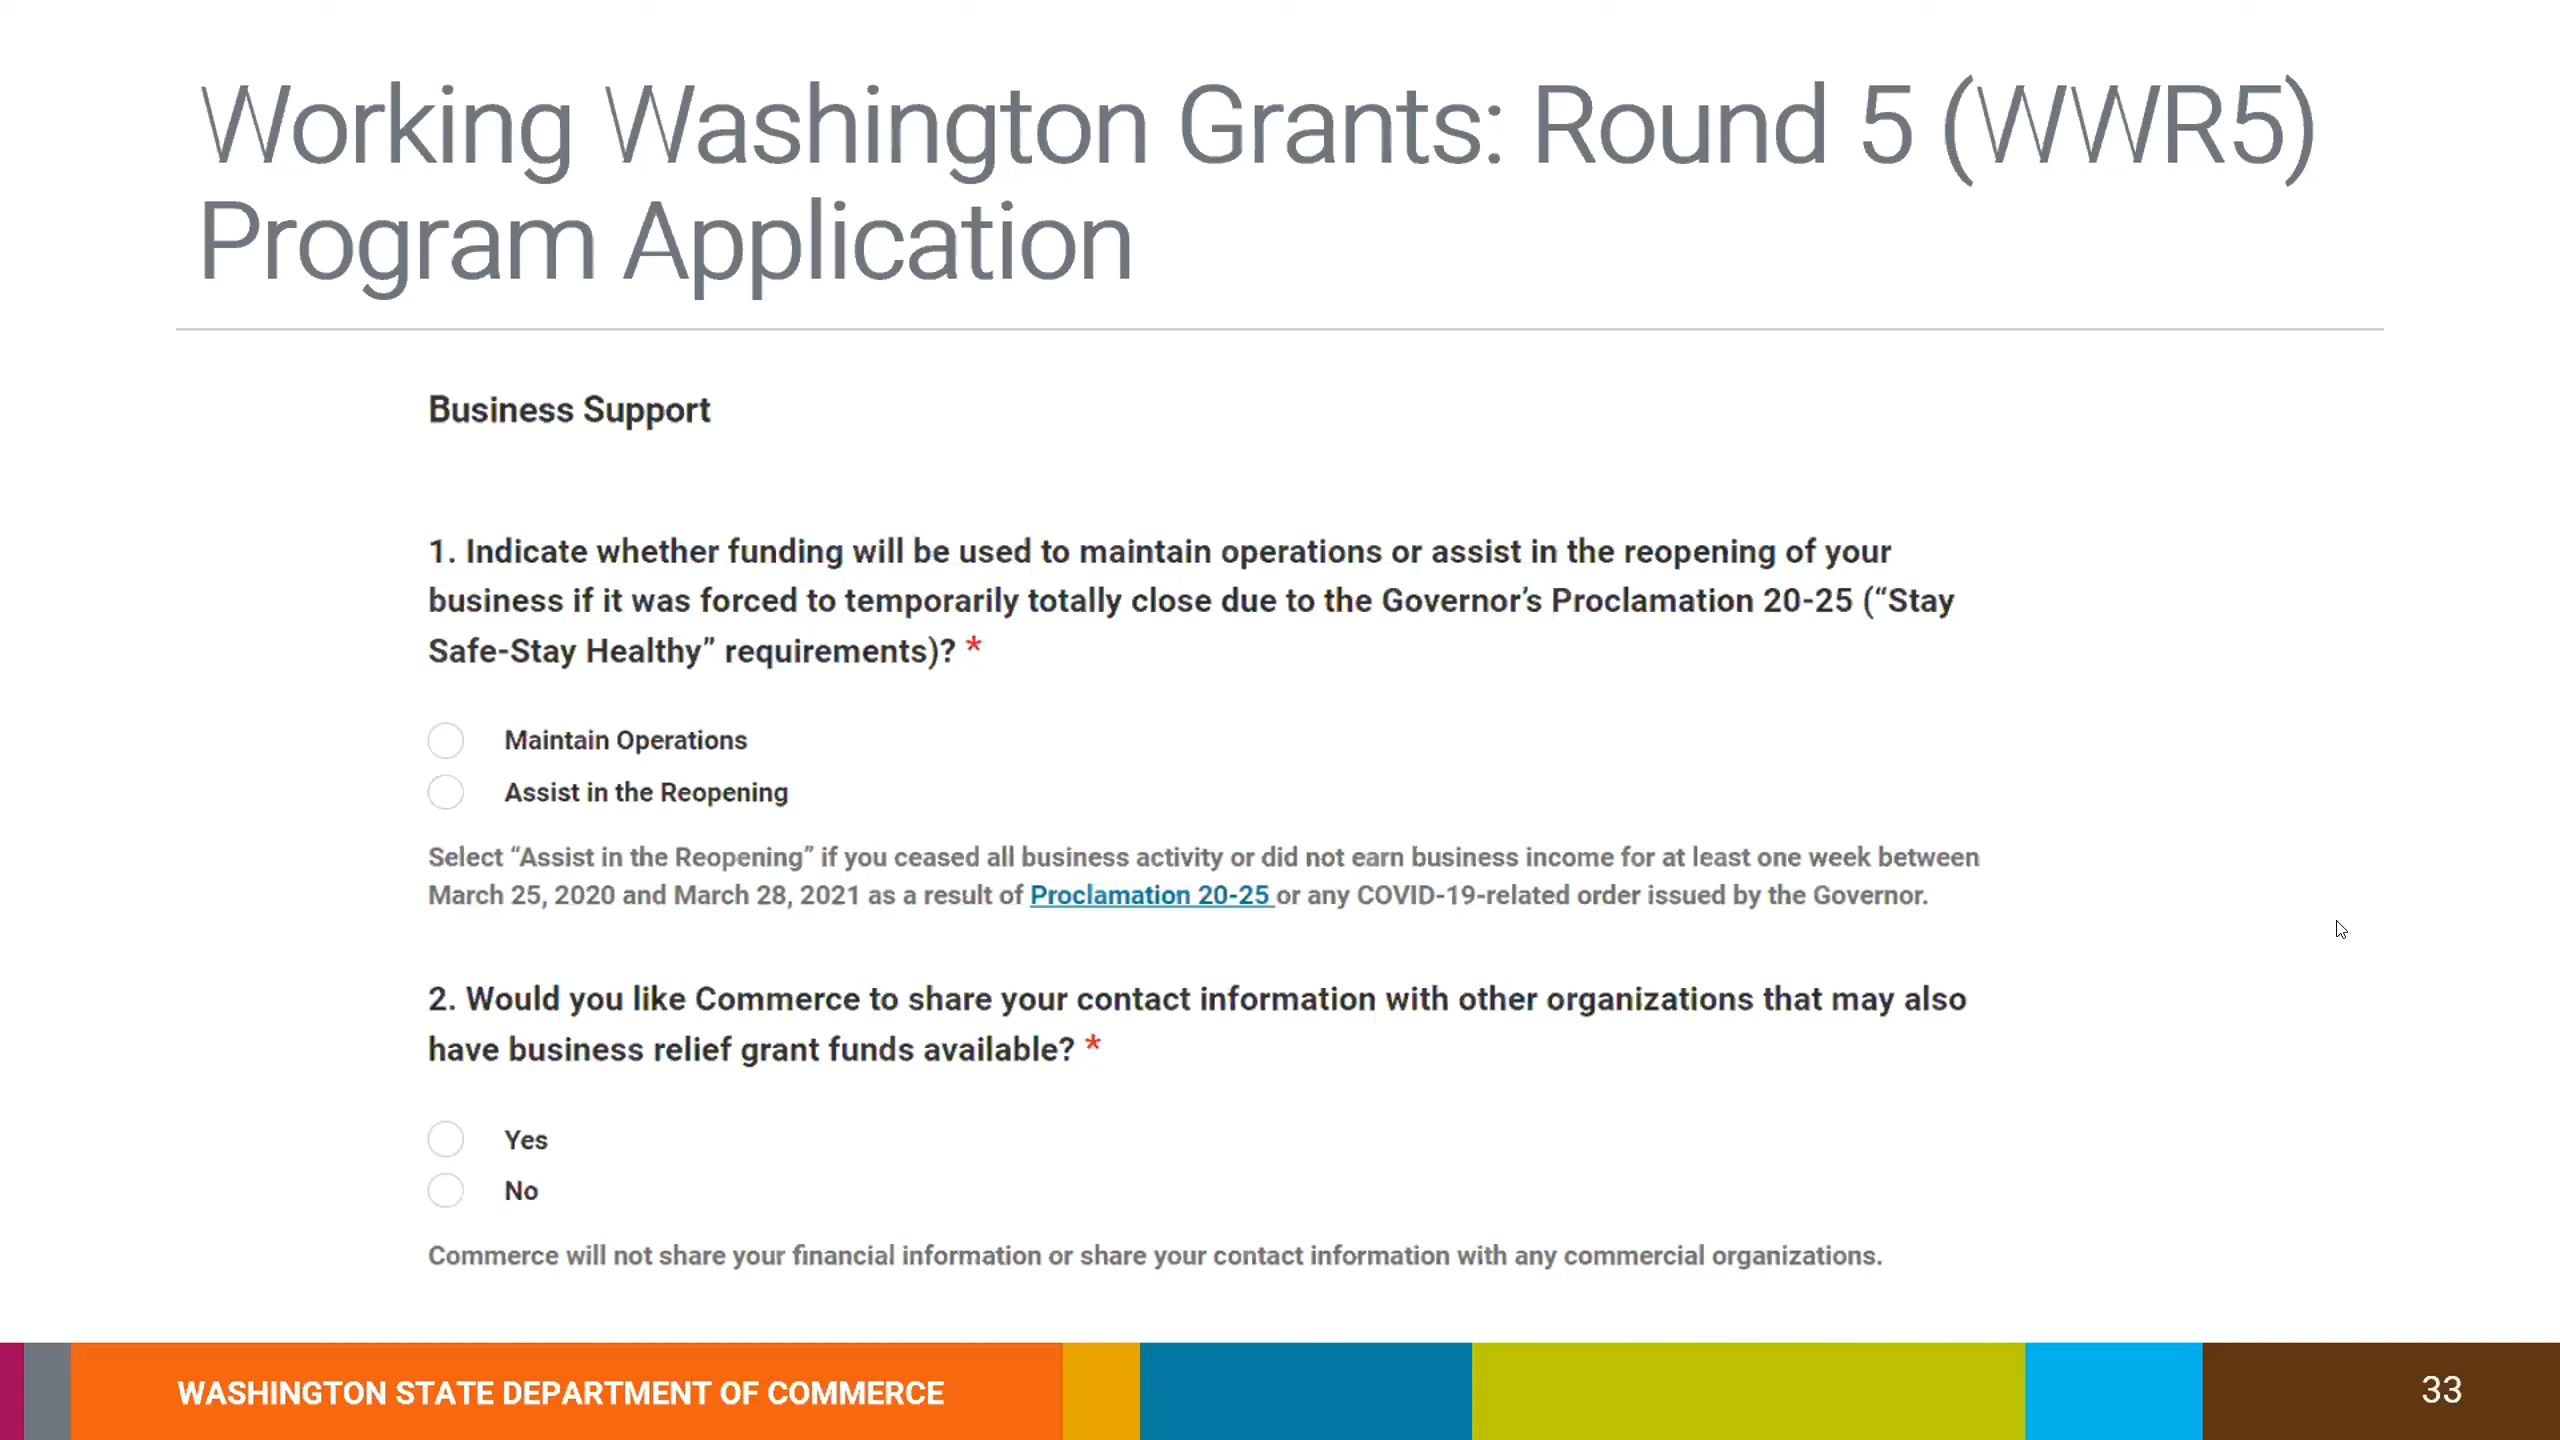 Working Washington Grants: Round 5 (WWR5)
Program Application
Business Support
1. Indicate whether funding will be used to maintain operations or assist in the reopening of your
business if it was forced to temporarily totally close due to the Governor’s Proclamation 20-25 (“Stay
Safe-Stay Healthy” requirements)? *
Maintain Operations
Assist in the Reopening
Select “Assist in the Reopening” if you ceased all business activity or did not earn business income for at least one week between
March 25, 2020 and March 28, 2021 as a result of Proclamation 20-25 or any COVID-19-related order issued by the Governor.
2. Would you like Commerce to share your contact information with other organizations that may also
have business relief grant funds available? *
Yes
No
Commerce will not share your financial information or share your contact information with any commercial organizations.
WASHINGTON STATE DEPARTMENT OF COMMERCE
33